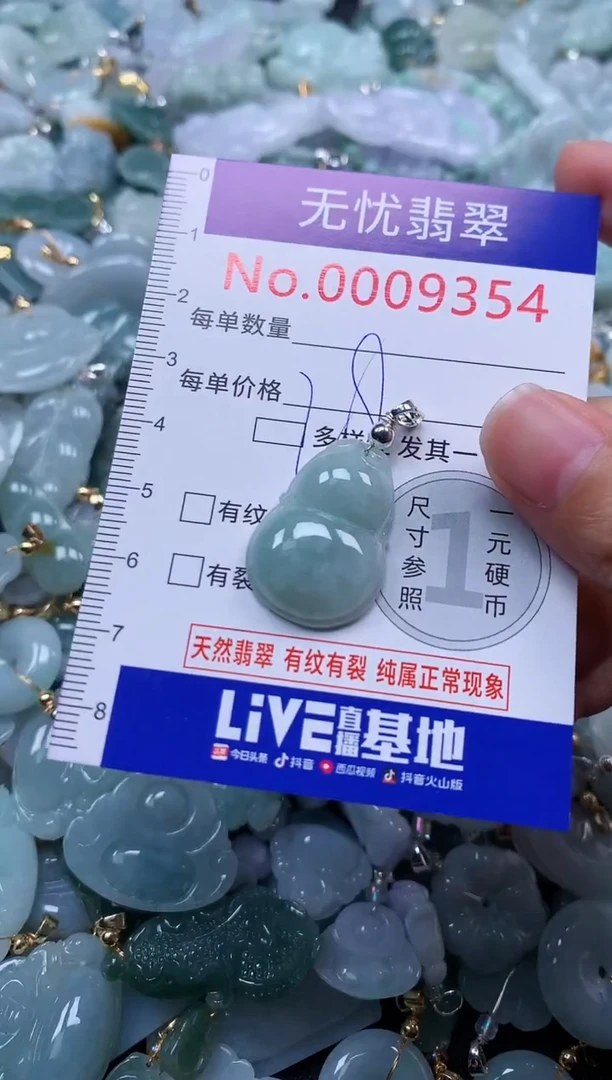 0
无忧翡翠
1
No.0009354
2
每单数量
3
每单价格
4
多样 发其一
5
有纹
尺寸参照
1
一元硬币
6
有裂
7
天然翡翠 有纹有裂 纯属正常现象
8
LiVE直播基地
今日头条 抖音 西瓜视频 抖音火山版